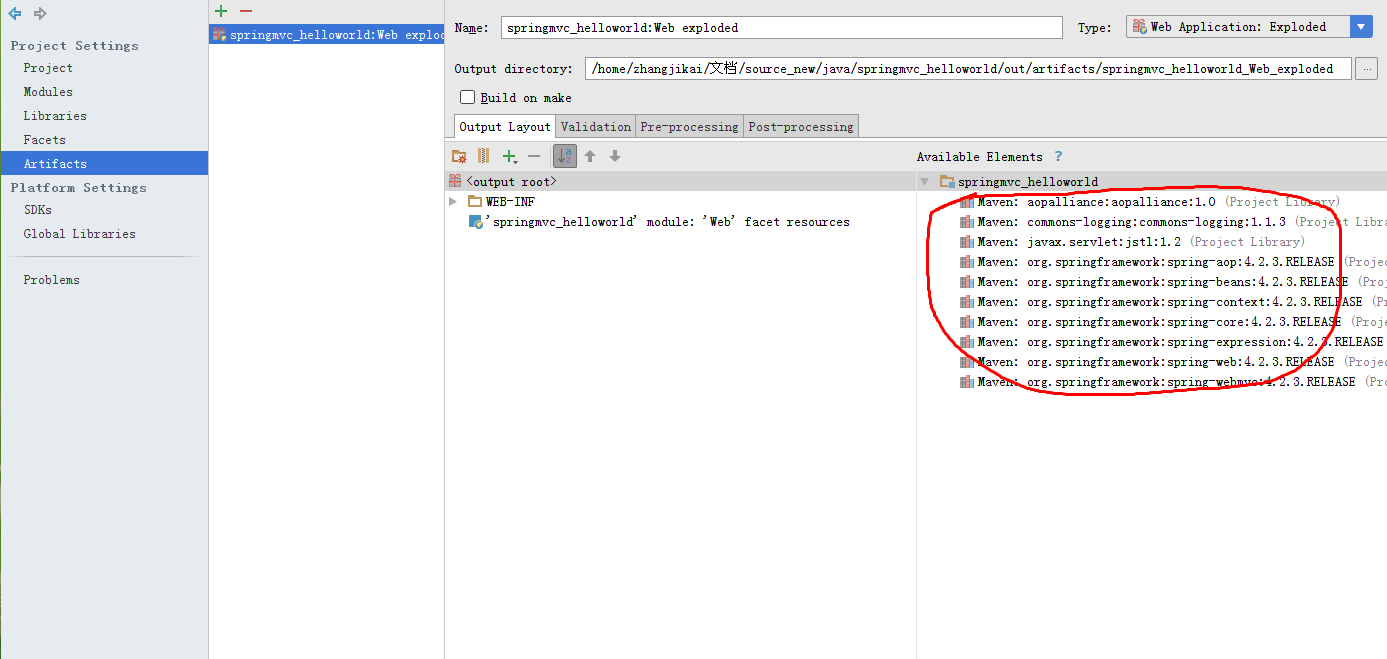 Project Settings
Project
Modules
Libraries
Facets
Artifacts
Platform Settings
SDKs
Global Libraries
Problems
springmvc_helloworld:Web explod
Name: springmvc_helloworld:Web exploded Type: Web Application: Exploded
Output directory: /home/zhangjikai/文档/source_new/java/springmvc_helloworld/out/artifacts/springmvc_helloworld_Web_exploded ...
Build on make
Output Layout Validation Pre-processing Post-processing
<output root>
WEB-INF
'springmvc_helloworld' module: 'Web' facet resources
Available Elements ?
springmvc_helloworld
Maven: aopalliance:aopalliance:1.0 (Project Library)
Maven: commons-logging:commons-logging:1.1.3 (Project Libra
Maven: javax.servlet:jstl:1.2 (Project Library)
Maven: org.springframework:spring-aop:4.2.3.RELEASE (Projec
Maven: org.springframework:spring-beans:4.2.3.RELEASE (Proj
Maven: org.springframework:spring-context:4.2.3.RELEASE (Pr
Maven: org.springframework:spring-core:4.2.3.RELEASE (Proje
Maven: org.springframework:spring-expression:4.2.3.RELEASE
Maven: org.springframework:spring-web:4.2.3.RELEASE (Projec
Maven: org.springframework:spring-webmvc:4.2.3.RELEASE (Pro